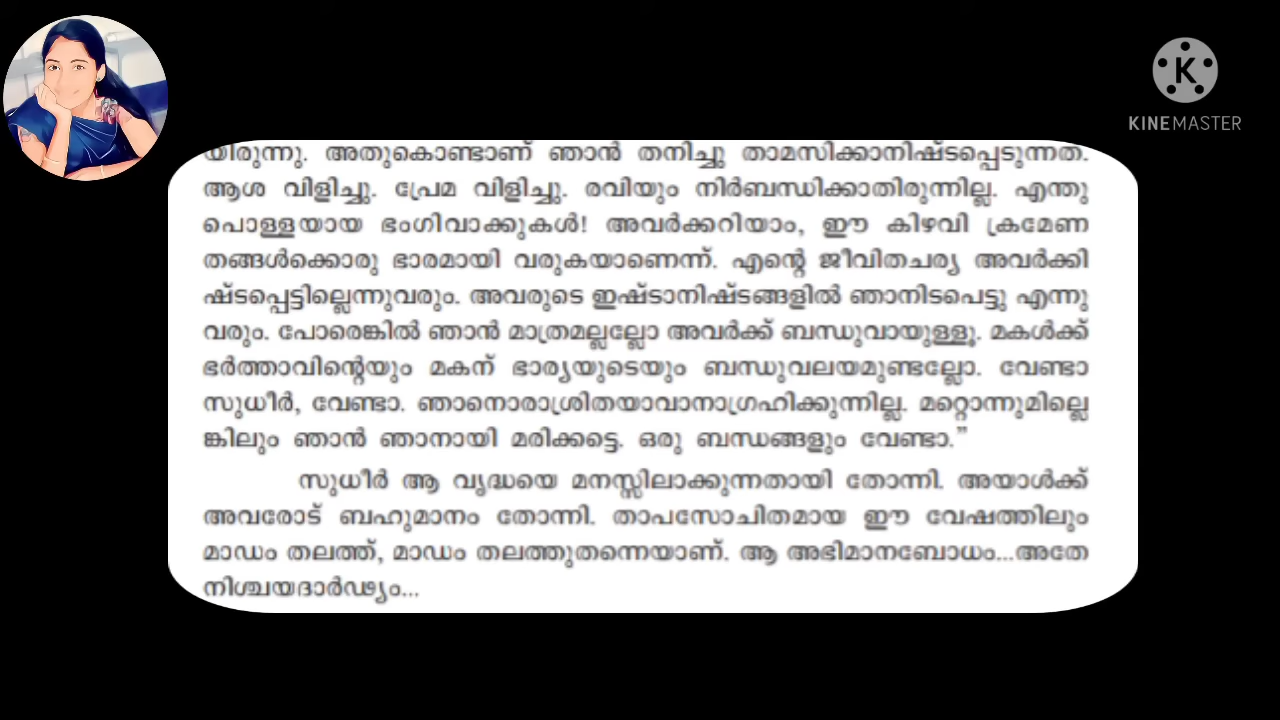 യിരുന്നു. അതുകൊണ്ടാണ് ഞാൻ തനിച്ചു താമസിക്കാനിഷ്ടപ്പെടുന്നത.
ആശ വിളിച്ചു. പ്രേമ വിളിച്ചു. രവിയും നിർബന്ധിക്കാതിരുന്നില്ല. എന്തു
പൊള്ളയായ ഭംഗിവാക്കുകൾ! അവർക്കറിയാം, ഈ കിഴവി ക്രമേണ
തങ്ങൾക്കൊരു ഭാരമായി വരുകയാണെന്ന്. എന്റെ ജീവിതചര്യ അവർക്കി
ഷ്ടപ്പെട്ടില്ലെന്നുവരും. അവരുടെ ഇഷ്ടാനിഷ്ടങ്ങളിൽ ഞാനിടപെട്ടു എന്നു
വരും. പോരെങ്കിൽ ഞാൻ മാത്രമല്ലല്ലോ അവർക്ക് ബന്ധുവായുള്ളൂ. മകൾക്ക്
ഭർത്താവിന്റെയും മകന് ഭാര്യയുടെയും ബന്ധുവലയമുണ്ടല്ലോ. വേണ്ടാ
സുധീർ, വേണ്ടാ. ഞാനൊരാശ്രിതയാവാനാഗ്രഹിക്കുന്നില്ല. മറ്റൊന്നുമില്ലെ
ങ്കിലും ഞാൻ ഞാനായി മരിക്കട്ടെ. ഒരു ബന്ധങ്ങളും വേണ്ടാ.”
സുധീർ ആ വൃദ്ധയെ മനസ്സിലാക്കുന്നതായി തോന്നി. അയാൾക്ക്
അവരോട് ബഹുമാനം തോന്നി. താപസോചിതമായ ഈ വേഷത്തിലും
മാഡം തലത്ത്, മാഡം തലത്തുതന്നെയാണ്. ആ അഭിമാനബോധം...അതേ
നിശ്ചയദാർഢ്യം...
K
KINEMASTER